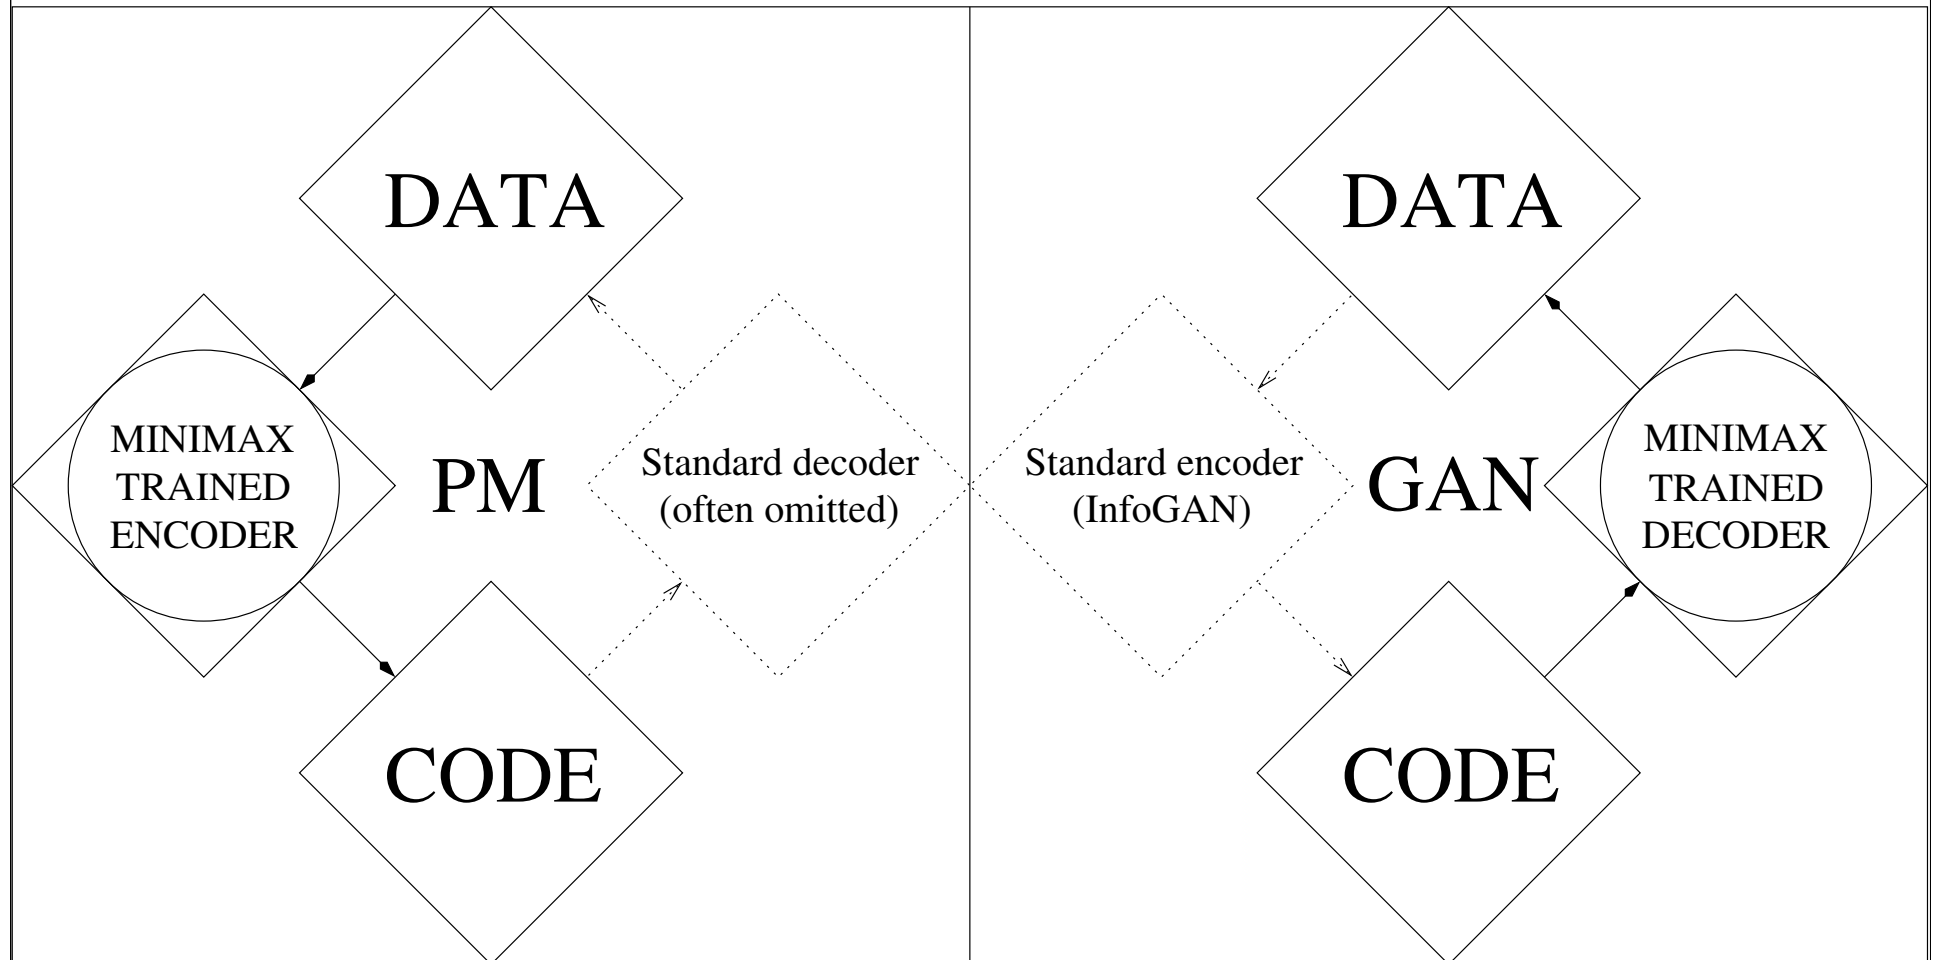 DATA
MINIMAX
TRAINED
ENCODER
PM
Standard decoder
(often omitted)
CODE
DATA
Standard encoder
(InfoGAN)
GAN
MINIMAX
TRAINED
DECODER
CODE